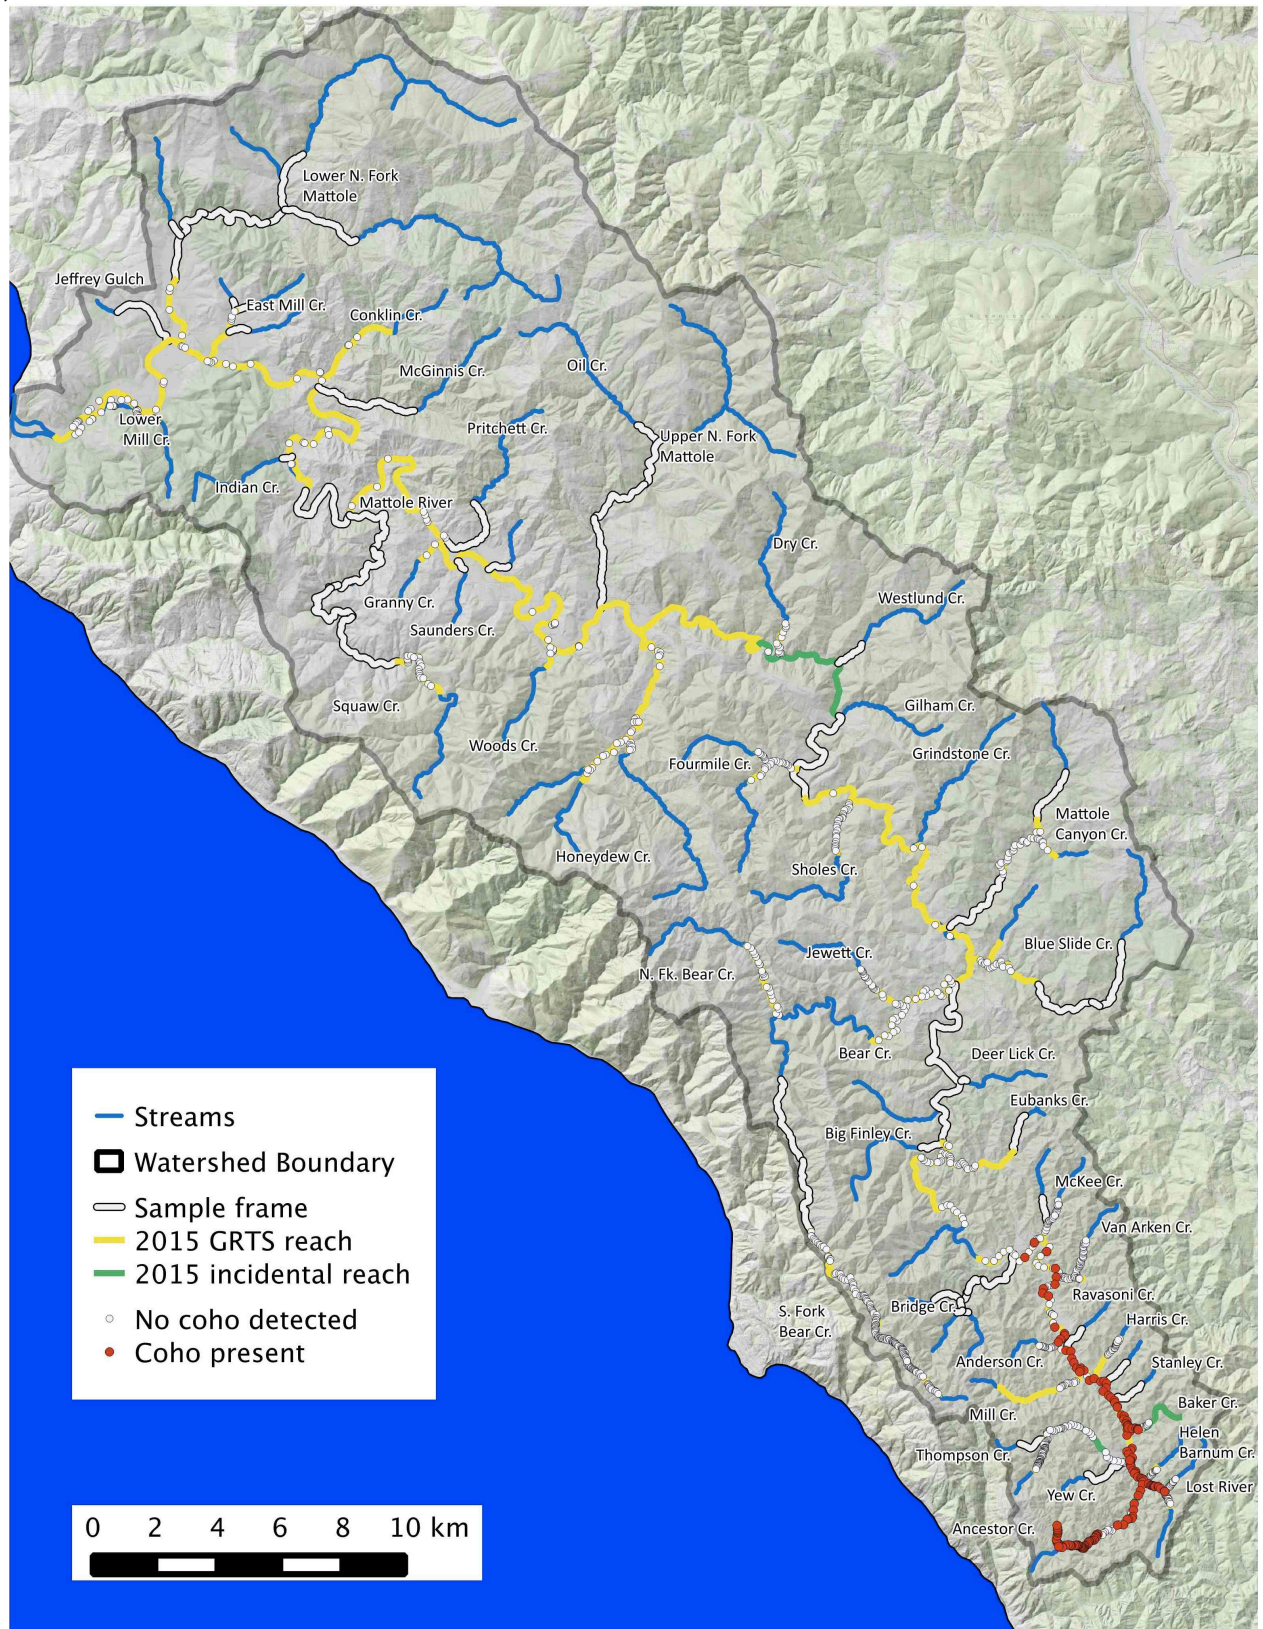 Lower N. Fork
Mattole
Jeffrey Gulch
East Mill Cr.
Conklin Cr.
McGinnis Cr.
Oil Cr.
Lower
Mill Cr.
Pritchett Cr.
Upper N. Fork
Mattole
Indian Cr.
Mattole River
Dry Cr.
Granny Cr.
Westlund Cr.
Saunders Cr.
Squaw Cr.
Gilham Cr.
Woods Cr.
Grindstone Cr.
Fourmile Cr.
Mattole
Canyon Cr.
Honeydew Cr.
Sholes Cr.
Blue Slide Cr.
Jewett Cr.
N. Fk. Bear Cr.
Bear Cr.
Deer Lick Cr.
Eubanks Cr.
Big Finley Cr.
McKee Cr.
Van Arken Cr.
Ravasoni Cr.
Bridge Cr.
S. Fork
Bear Cr.
Harris Cr.
Anderson Cr.
Stanley Cr.
Baker Cr.
Mill Cr.
Helen
Barnum Cr.
Thompson Cr.
Lost River
Yew Cr.
Ancestor Cr.
Streams
Watershed Boundary
Sample frame
2015 GRTS reach
2015 incidental reach
No coho detected
Coho present
0 2 4 6 8 10 km